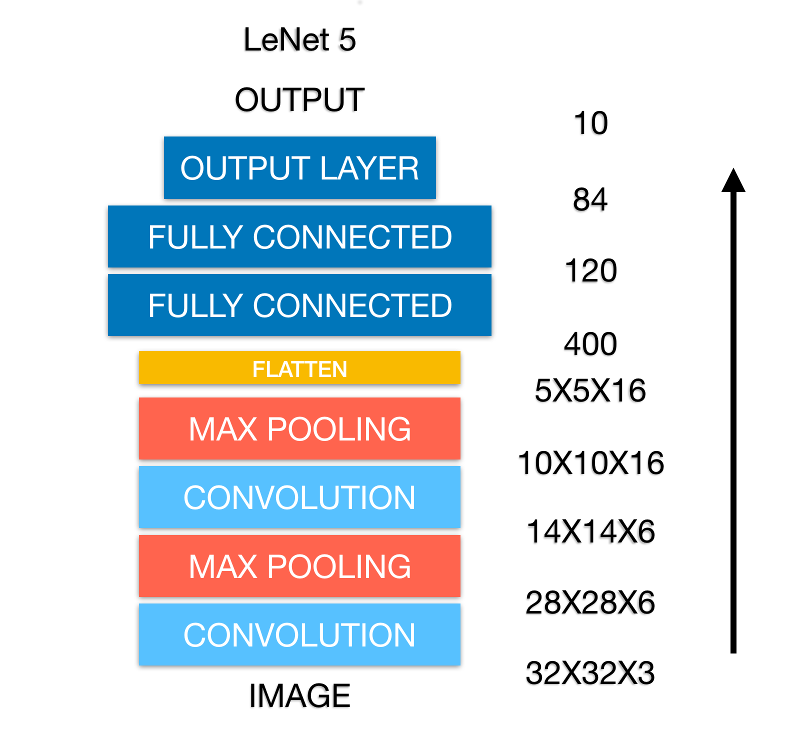 LeNet 5
OUTPUT
10
OUTPUT LAYER
84
FULLY CONNECTED
120
FULLY CONNECTED
400
FLATTEN
5X5X16
MAX POOLING
10X10X16
CONVOLUTION
14X14X6
MAX POOLING
28X28X6
CONVOLUTION
32X32X3
IMAGE